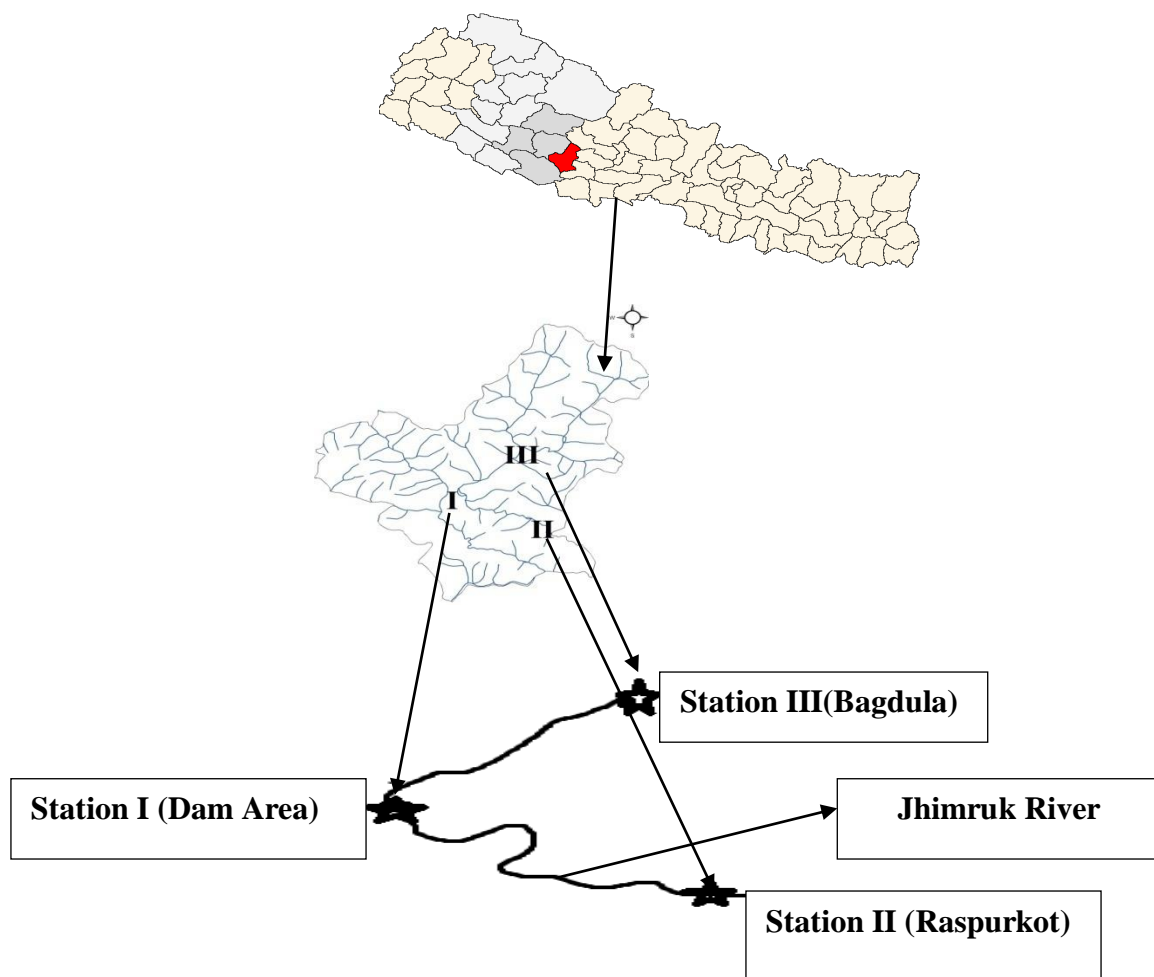 W
S
III
I
II
Station III(Bagdula)
Station I (Dam Area)
Jhimruk River
Station II (Raspurkot)